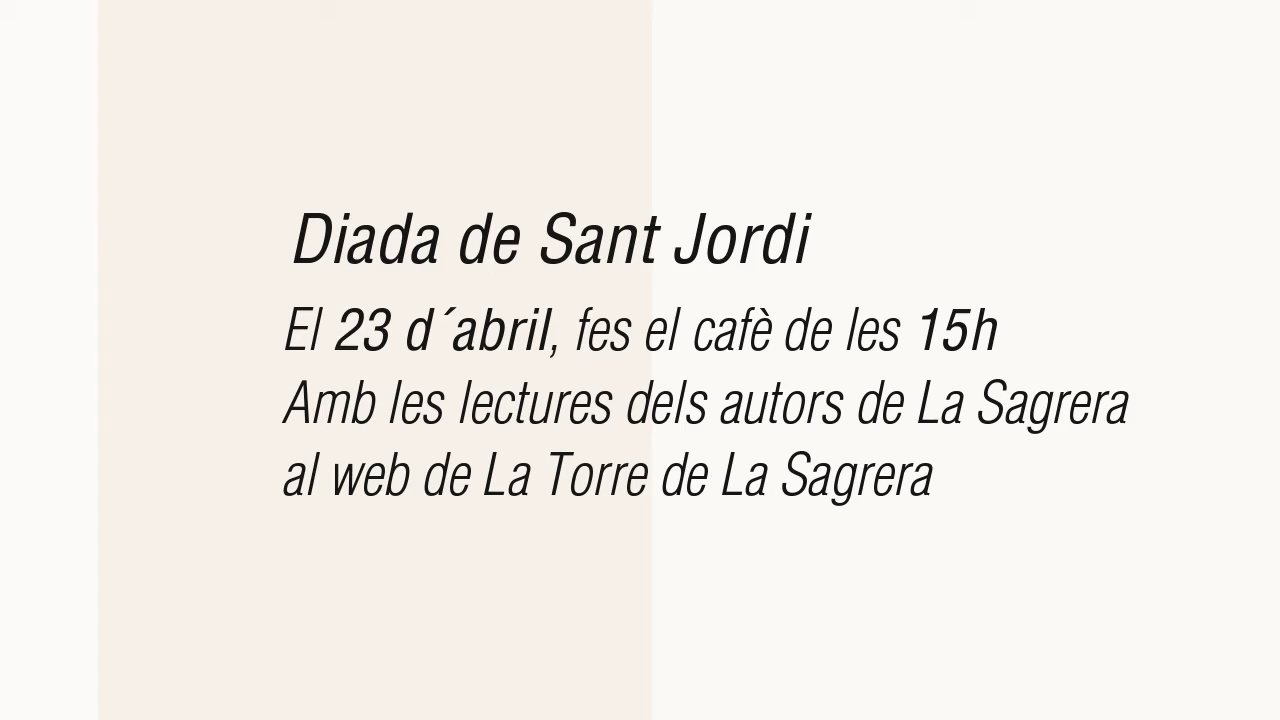 Diada de Sant Jordi
El 23 d´abril, fes el cafè de les 15h
Amb les lectures dels autors de La Sagrera
al web de La Torre de La Sagrera